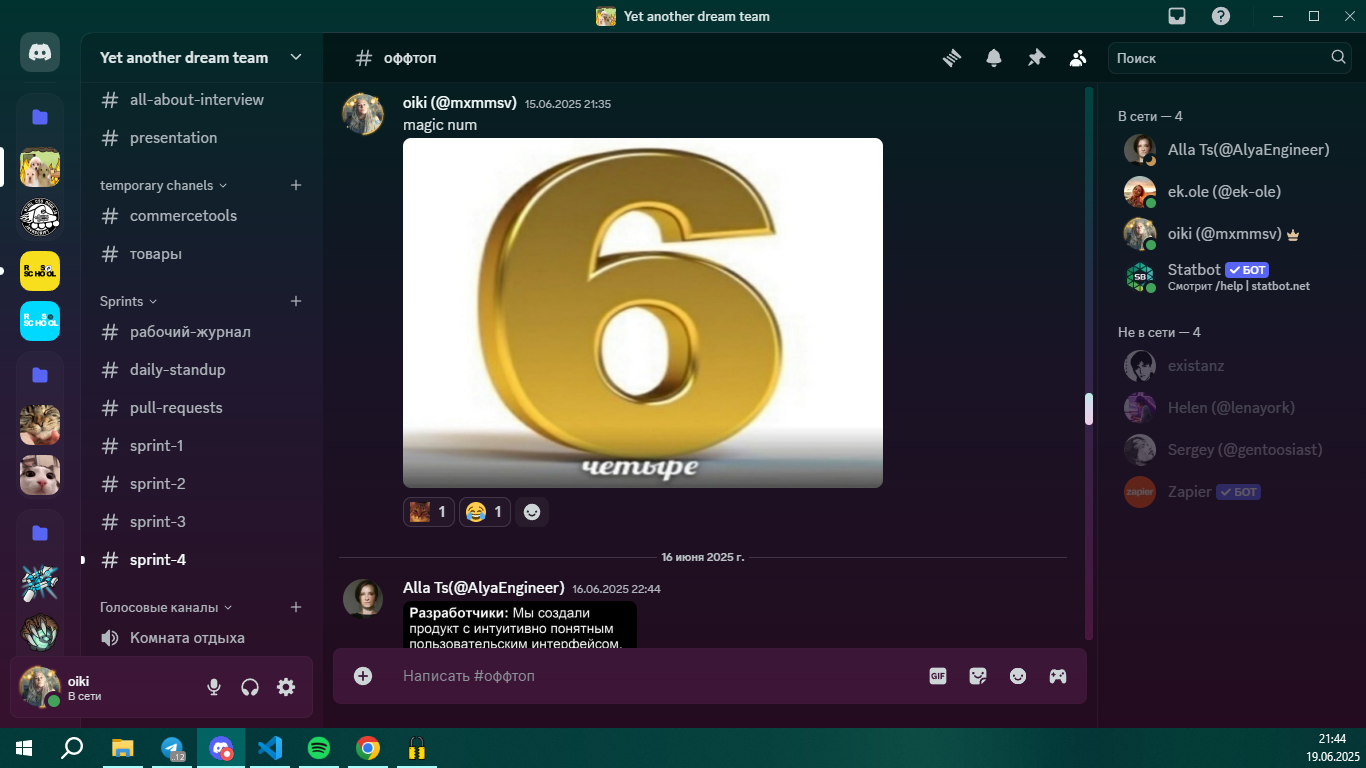 Yet another dream team
Yet another dream team
оффтоп
Поиск
all-about-interview
presentation
temporary chanels
commercetools
товары
Sprints
рабочий-журнал
daily-standup
pull-requests
sprint-1
sprint-2
sprint-3
sprint-4
Голосовые каналы
Комната отдыха
oiki
В сети
oiki (@mxmmsv) 15.06.2025 21:35
magic num
6
четыре
1 1
16 июня 2025 г.
Alla Ts(@AlyaEngineer) 16.06.2025 22:44
Разработчики: Мы создали
продукт с интуитивно понятным
пользовательским интерфейсом.
Написать #оффтоп
GIF
В сети — 4
Alla Ts(@AlyaEngineer)
ek.ole (@ek-ole)
oiki (@mxmmsv)
SB
Statbot БОТ
Смотрит /help | statbot.net
Не в сети — 4
existanz
Helen (@lenayork)
Sergey (@gentoosiast)
zapier
Zapier БОТ
12
21:44
19.06.2025